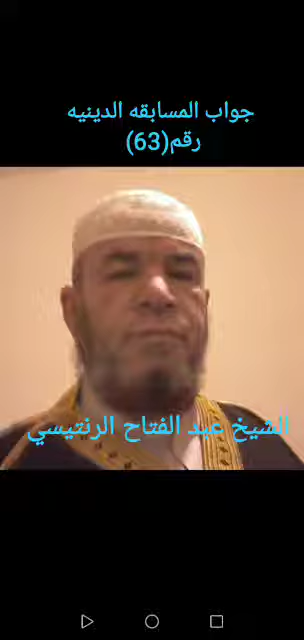 جواب المسابقه الدينيه
رقم(63)
الشيخ عبد الفتاح الرنتيسي